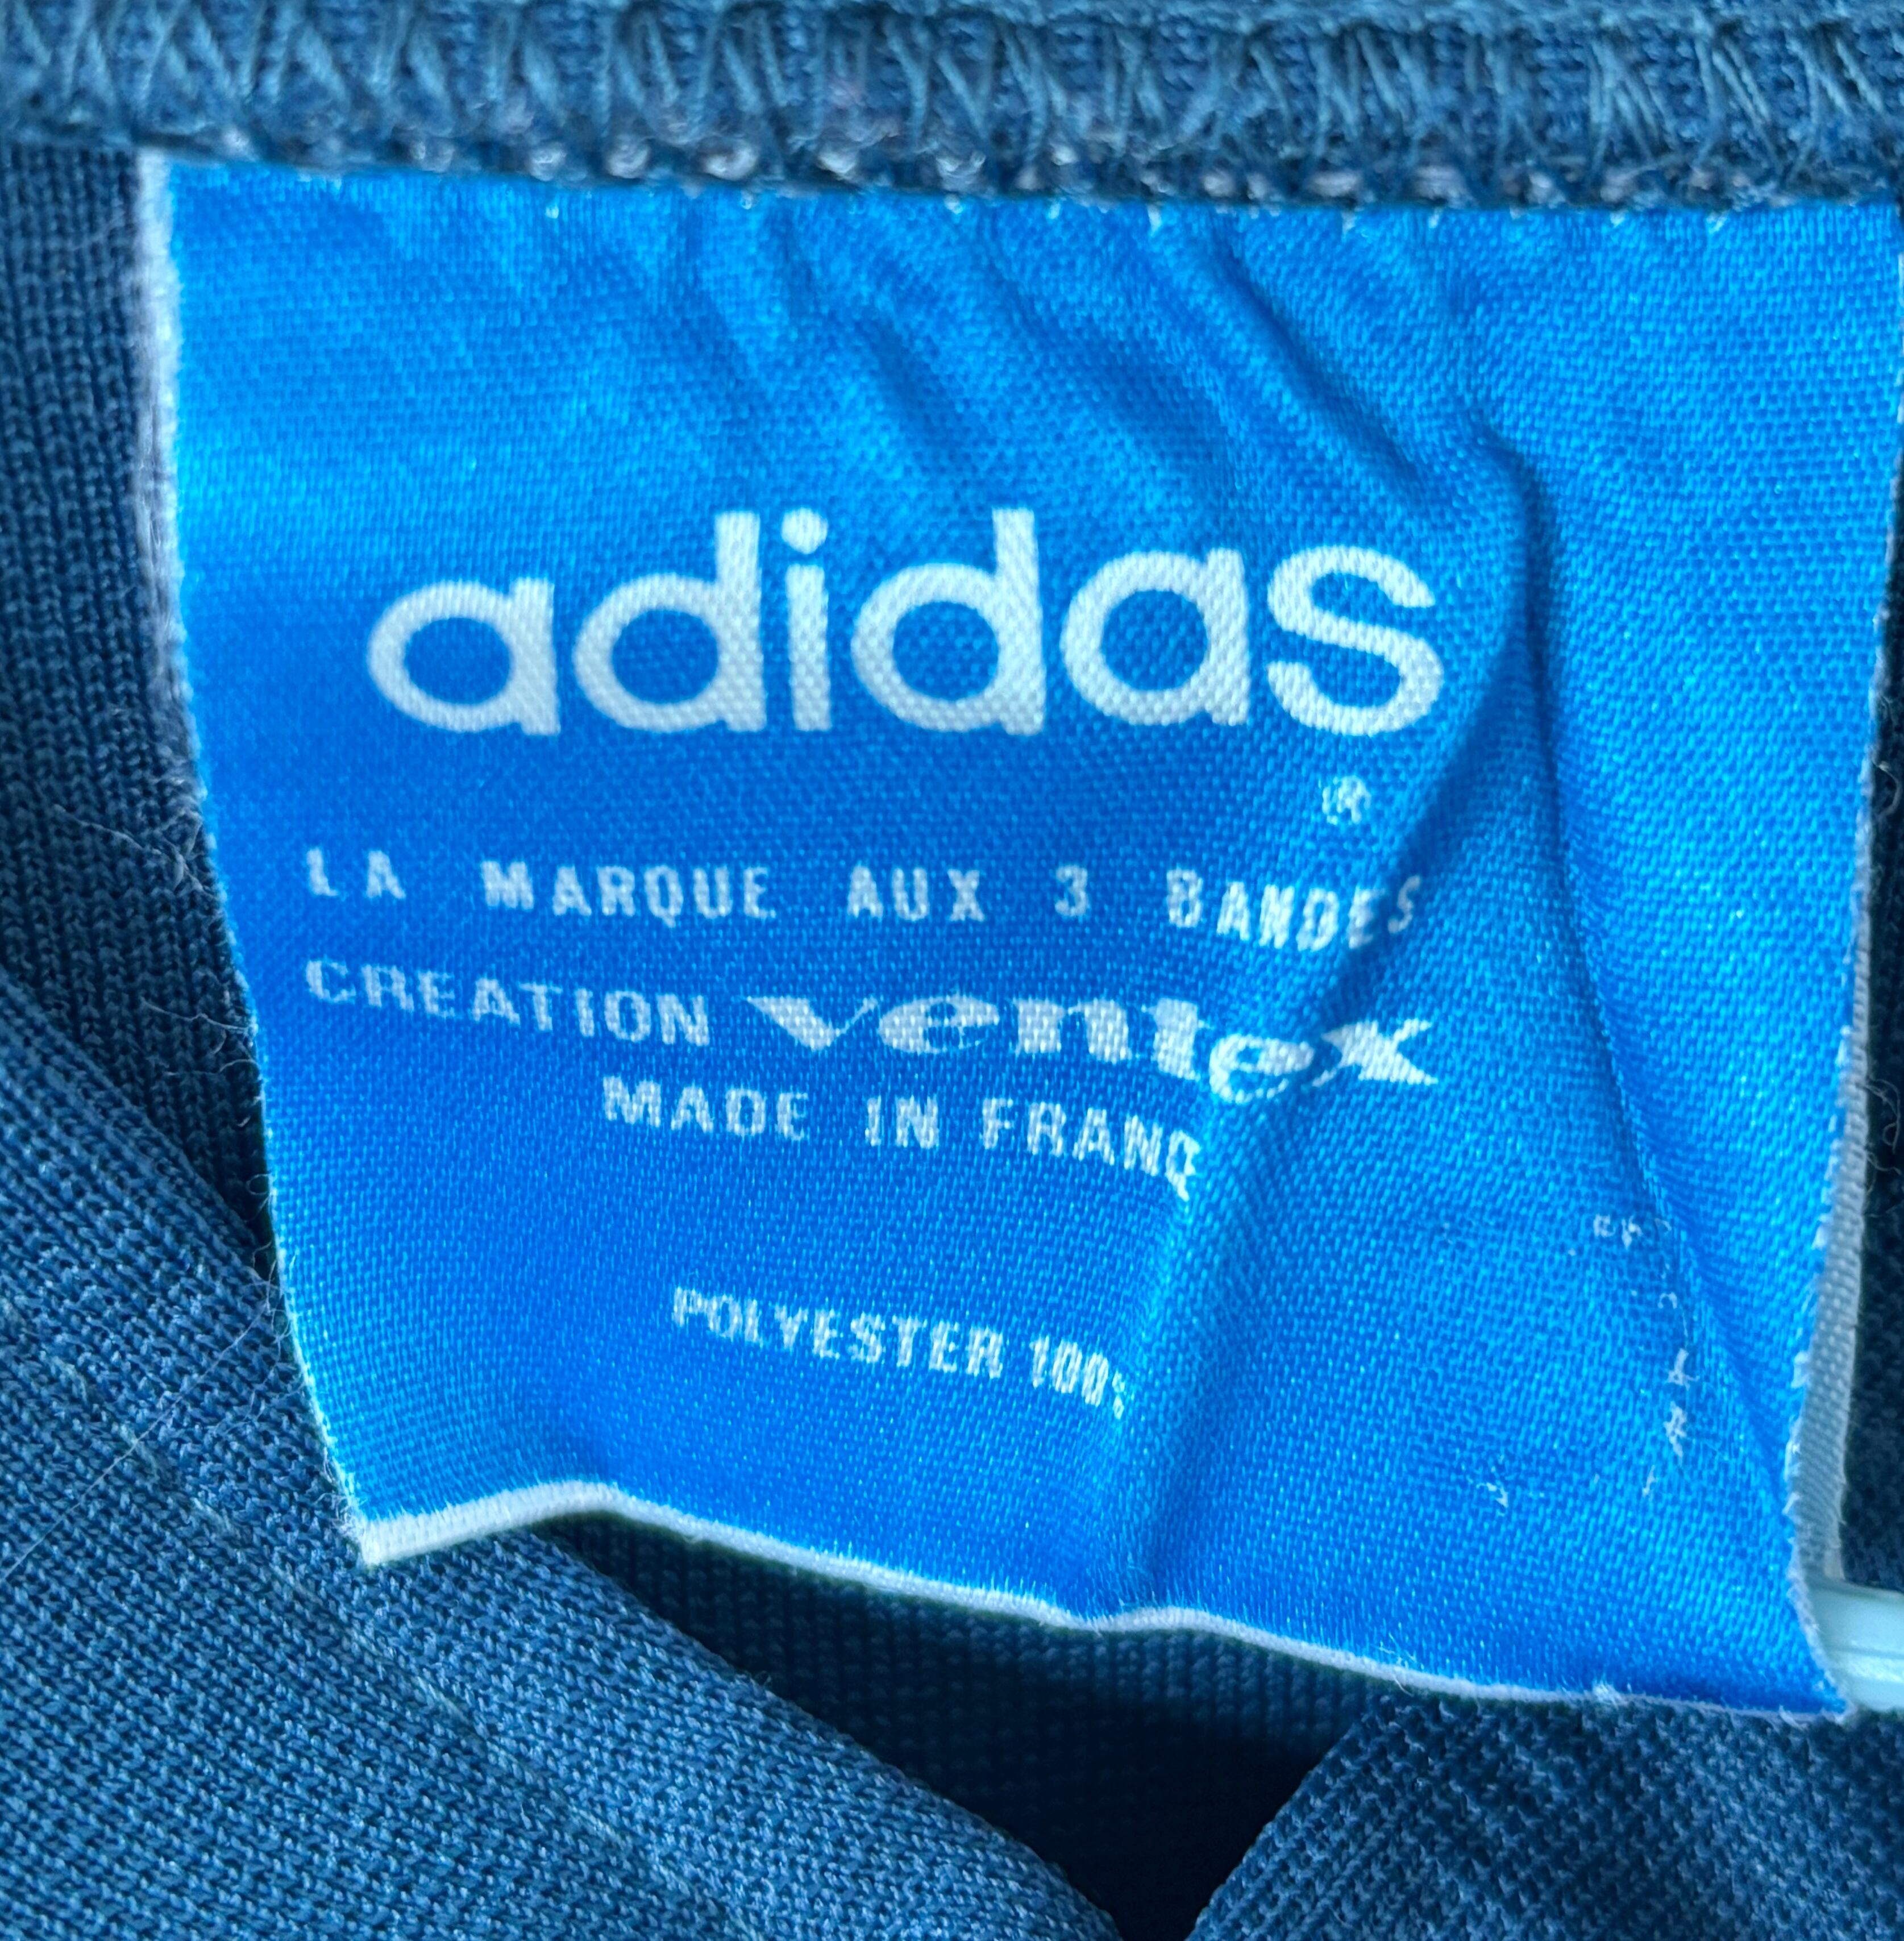 adidas
®
LA MARQUE AUX 3 BANDES
CREATION ventex
MADE IN FRANC
POLYESTER 100%